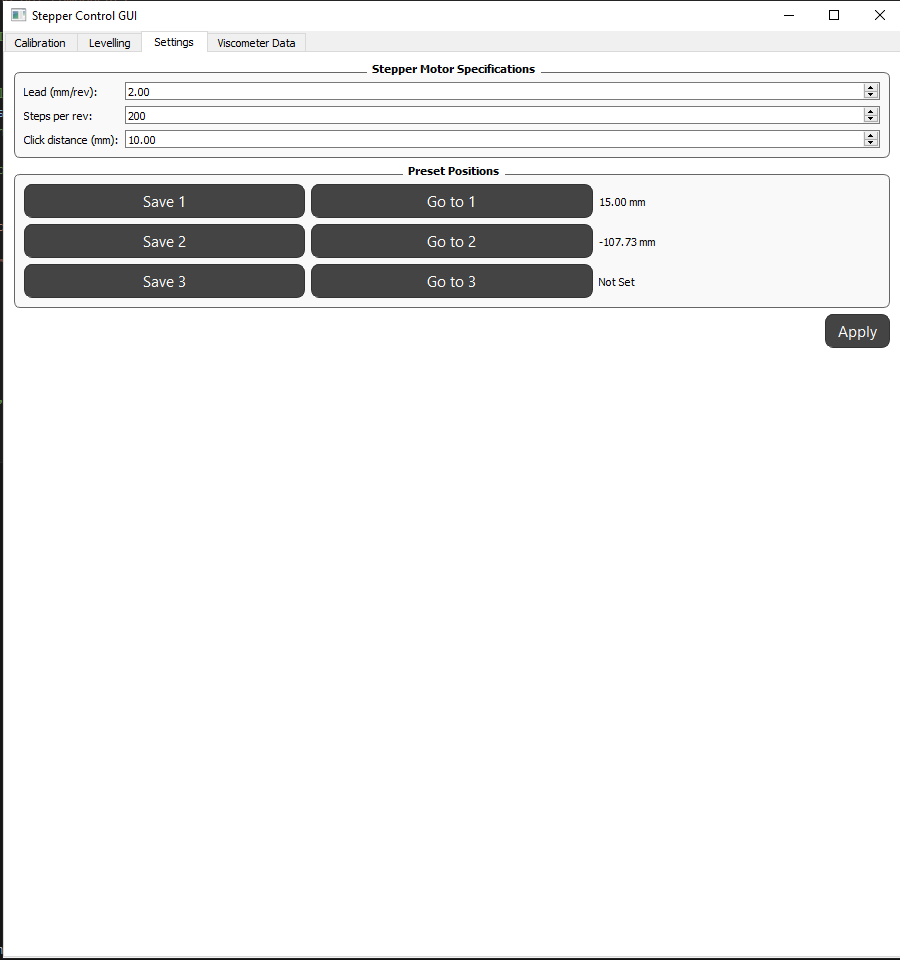 Stepper Control GUI
Calibration Levelling Settings Viscometer Data
Stepper Motor Specifications
Lead (mm/rev): 2.00
Steps per rev: 200
Click distance (mm): 10.00
Preset Positions
Save 1 Go to 1 15.00 mm
Save 2 Go to 2 -107.73 mm
Save 3 Go to 3 Not Set
Apply